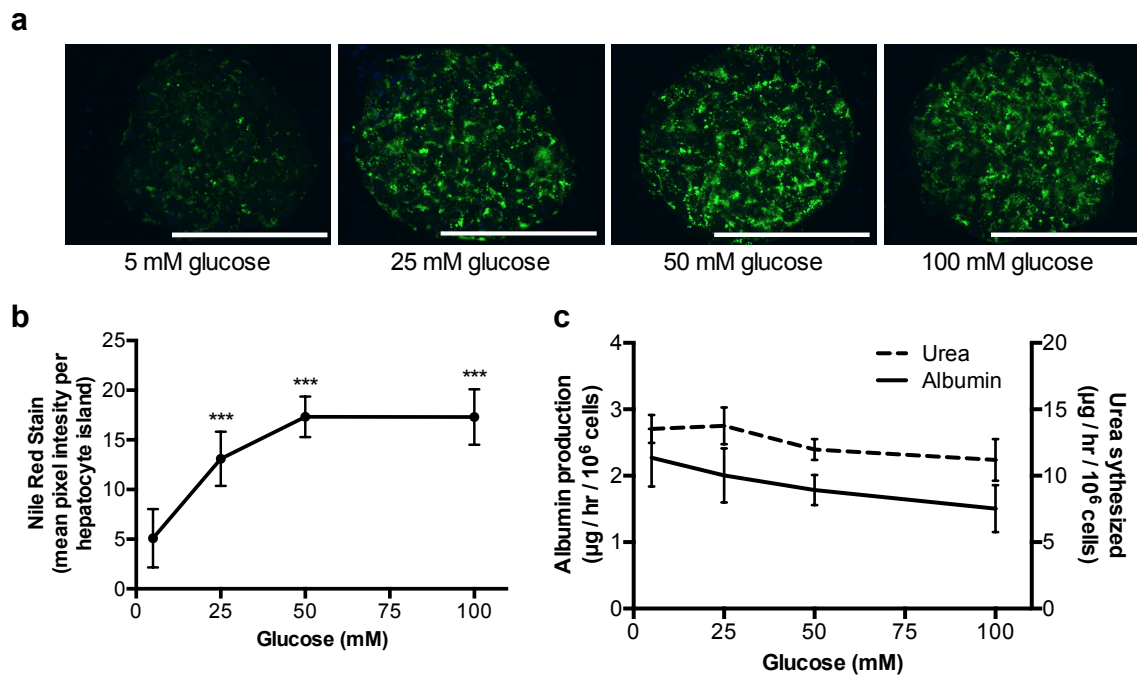 a
5 mM glucose
25 mM glucose
50 mM glucose
100 mM glucose
b
Nile Red Stain
(mean pixel intesity per
hepatocyte island)
25
20
15
10
5
0
***
***
***
0
25
50
75
100
Glucose (mM)
c
Albumin production
(µg / hr / 10⁶ cells)
4
3
2
1
0
Urea
Albumin
20
15
10
5
0
Urea sythesized
(µg / hr / 10⁶ cells)
0
25
50
75
100
Glucose (mM)